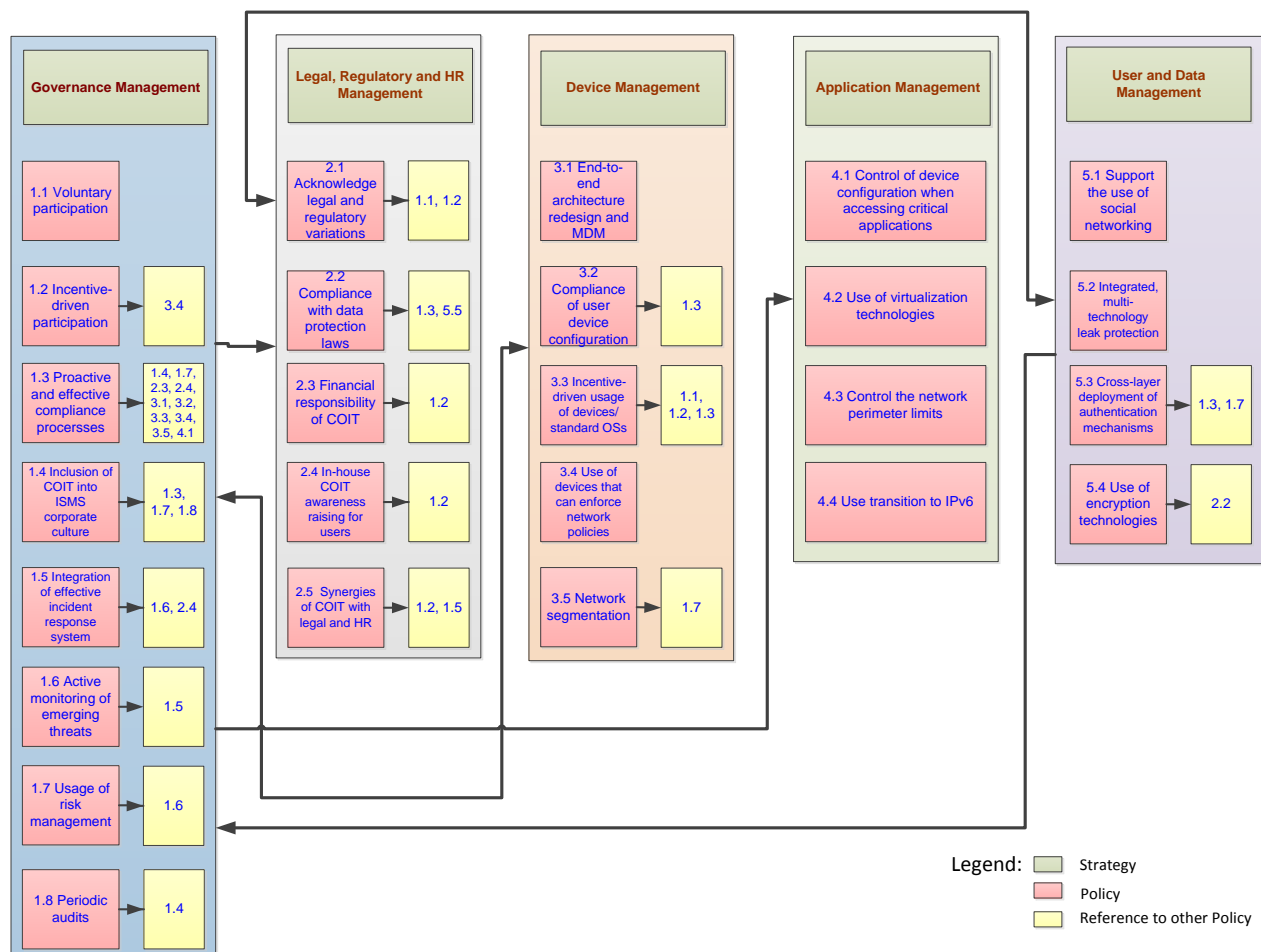 Governance Management
1.1 Voluntary
participation
1.2 Incentive-
driven
participation
3.4
1.3 Proactive
and effective
compliance
procersses
1.4, 1.7,
2.3, 2.4,
3.1, 3.2,
3.3, 3.4,
3.5, 4.1
1.4 Inclusion of
COIT into
ISMS
corporate
culture
1.3,
1.7, 1.8
1.5 Integration
of effective
incident
response
system
1.6, 2.4
1.6 Active
monitoring of
emerging
threats
1.5
1.7 Usage of
risk
management
1.6
1.8 Periodic
audits
1.4
Legal, Regulatory and HR
Management
2.1
Acknowledge
legal and
regulatory
variations
1.1, 1.2
2.2
Compliance
with data
protection
laws
1.3, 5.5
2.3 Financial
responsibility
of COIT
1.2
2.4 In-house
COIT
awareness
raising for
users
1.2
2.5 Synergies
of COIT with
legal and HR
1.2, 1.5
Device Management
3.1 End-to-
end
architecture
redesign and
MDM
3.2
Compliance
of user
device
configuration
1.3
3.3 Incentive-
driven usage
of devices/
standard OSs
1.1,
1.2, 1.3
3.4 Use of
devices that
can enforce
network
policies
3.5 Network
segmentation
1.7
Application Management
4.1 Control of device
configuration when
accessing critical
applications
4.2 Use of virtualization
technologies
4.3 Control the network
perimeter limits
4.4 Use transition to IPv6
User and Data
Management
5.1 Support
the use of
social
networking
5.2 Integrated,
multi-
technology
leak protection
5.3 Cross-layer
deployment of
authentication
mechanisms
1.3, 1.7
5.4 Use of
encryption
technologies
2.2
Legend:
Strategy
Policy
Reference to other Policy